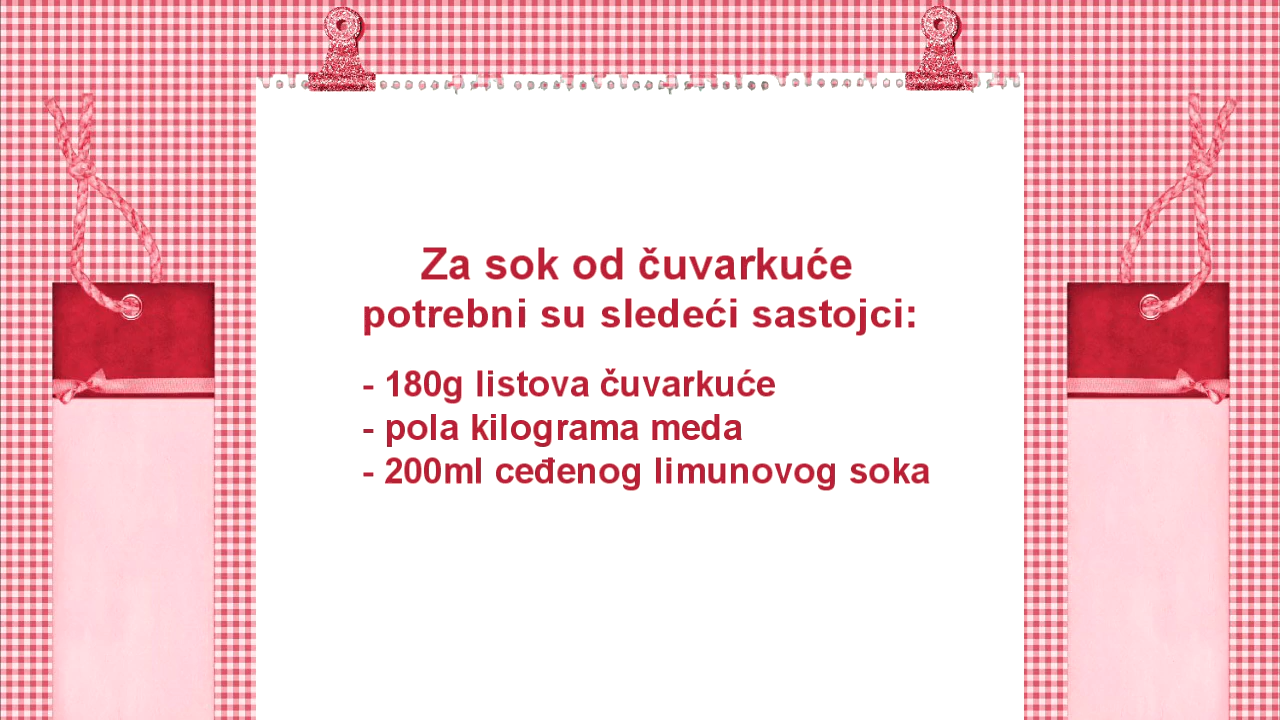 Za sok od čuvarkuće
potrebni su sledeći sastojci:
- 180g listova čuvarkuće
- pola kilograma meda
- 200ml ceđenog limunovog soka